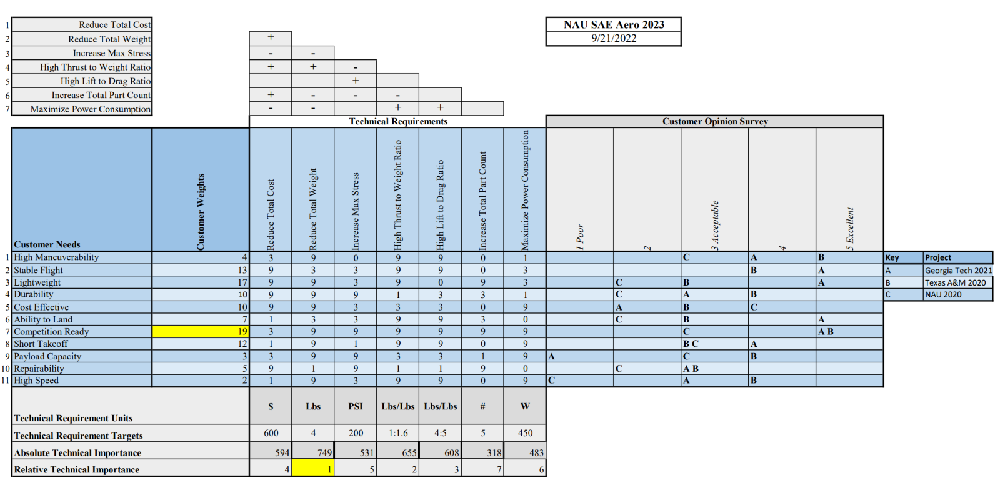 NAU SAE Aero 2023
9/21/2022
1 Reduce Total Cost
2 Reduce Total Weight +
3 Increase Max Stress - -
4 High Thrust to Weight Ratio + + -
5 High Lift to Drag Ratio +
6 Increase Total Part Count + - - -
7 Maximize Power Consumption - - + +
Technical Requirements Customer Opinion Survey
Customer Needs Customer Weights Reduce Total Cost Reduce Total Weight Increase Max Stress High Thrust to Weight Ratio High Lift to Drag Ratio Increase Total Part Count Maximize Power Consumption 1 Poor 2 3 Acceptable 4 5 Excellent
1 High Maneuverability 4 3 9 0 9 9 0 1 C A B Key Project
2 Stable Flight 13 9 3 3 9 9 0 3 B A A Georgia Tech 2021
3 Lightweight 17 9 9 3 9 0 9 3 C B A B Texas A&M 2020
4 Durability 10 9 9 9 1 3 3 1 C A B C NAU 2020
5 Cost Effective 10 9 9 3 3 3 0 9 A B C
6 Ability to Land 7 1 3 3 9 9 3 0 C B A
7 Competition Ready 19 3 9 9 9 9 9 9 C A B
8 Short Takeoff 12 1 9 1 9 9 0 9 B C A
9 Payload Capacity 3 3 9 9 3 3 1 9 A C B
10 Repairability 5 9 1 9 1 1 9 0 C A B
11 High Speed 2 1 9 3 9 9 0 9 C A B
Technical Requirement Units $ Lbs PSI Lbs/Lbs Lbs/Lbs # W
Technical Requirement Targets 600 4 200 1:1.6 4:5 5 450
Absolute Technical Importance 594 749 531 655 608 318 483
Relative Technical Importance 4 1 5 2 3 7 6